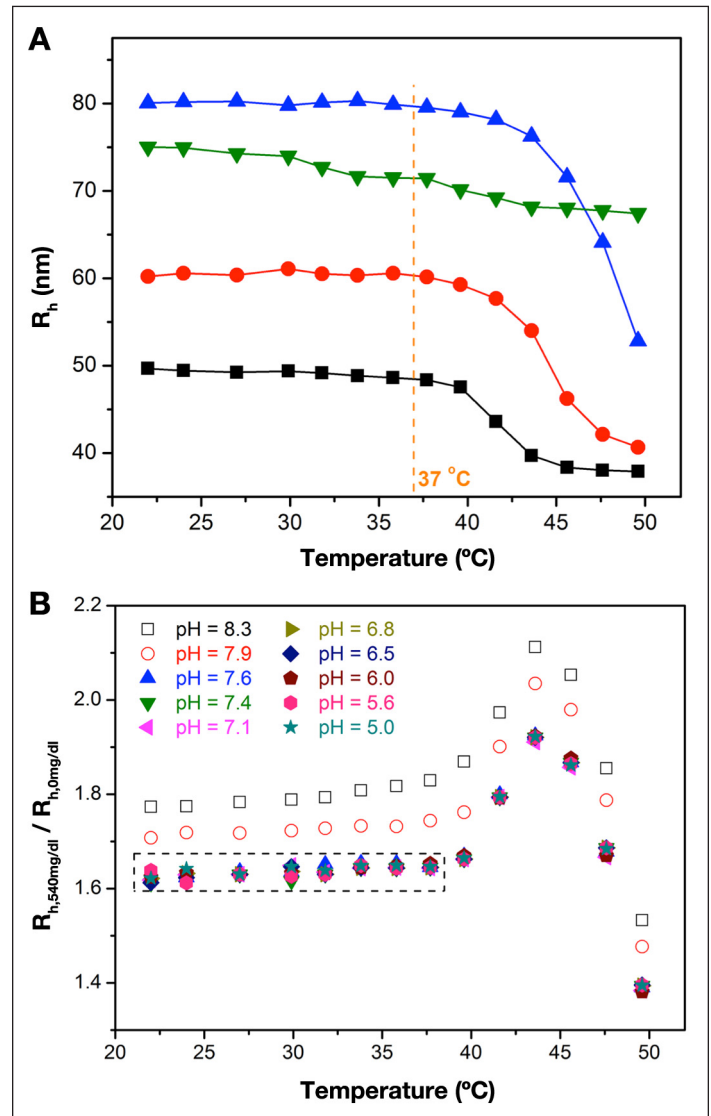 A
80
70
60
50
40
R_h (nm)
37 °C
20 25 30 35 40 45 50
Temperature (ºC)
B
2.2
2.0
1.8
1.6
1.4
R_h,540mg/dl / R_h,0mg/dl
pH = 8.3
pH = 7.9
pH = 7.6
pH = 7.4
pH = 7.1
pH = 6.8
pH = 6.5
pH = 6.0
pH = 5.6
pH = 5.0
20 25 30 35 40 45 50
Temperature (ºC)